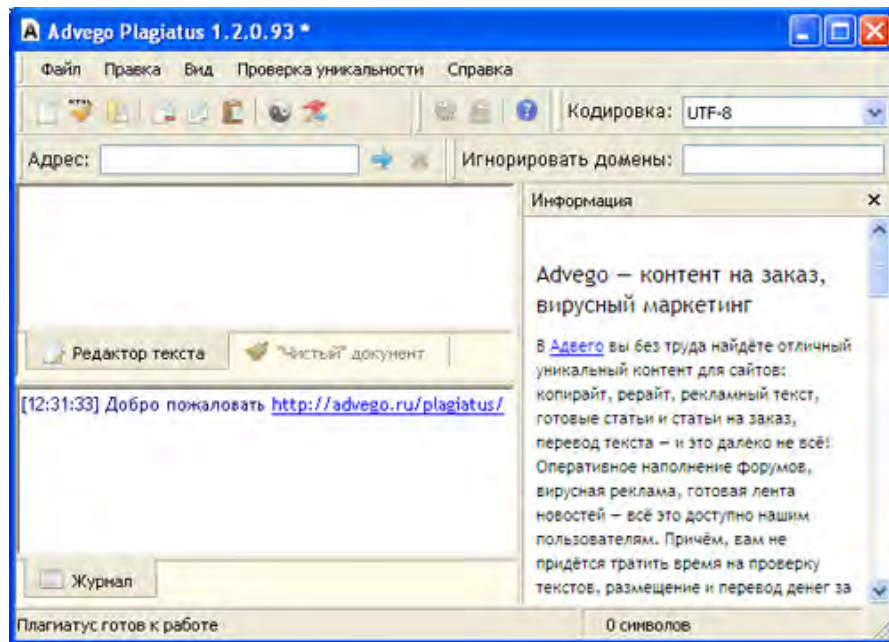 Advego Plagiatus 1.2.0.93 *
Файл Правка Вид Проверка уникальности Справка
Кодировка: UTF-8
Адрес: Игнорировать домены:
Информация
Advego — контент на заказ,
вирусный маркетинг
В Адвего вы без труда найдёте отличный
уникальный контент для сайтов:
копирайт, рерайт, рекламный текст,
готовые статьи и статьи на заказ,
перевод текста — и это далеко не всё!
Оперативное наполнение форумов,
вирусная реклама, готовая лента
новостей — всё это доступно нашим
пользователям. Причём, вам не
придётся тратить время на проверку
текстов, размещение и перевод денег за
Редактор текста "Чистый" документ
[12:31:33] Добро пожаловать http://advego.ru/plagiatus/
Журнал
Плагиатус готов к работе 0 символов